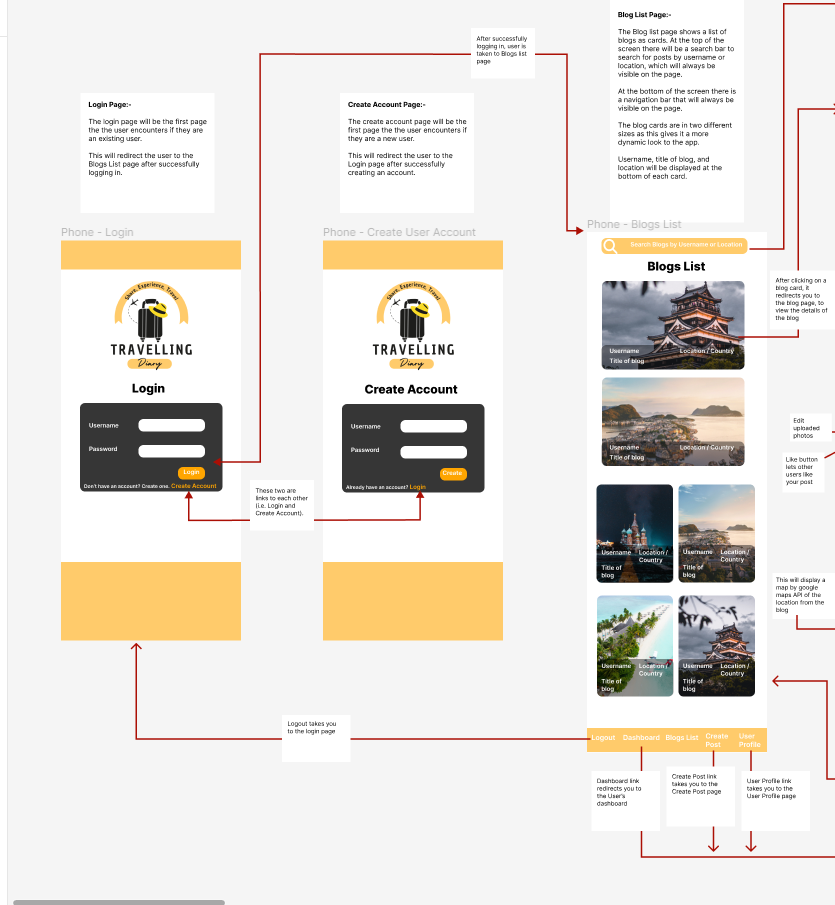 After successfully
logging in, user is
taken to Blogs list
page
Blog List Page:-
The Blog list page shows a list of
blogs as cards. At the top of the
screen there will be a search bar to
search for posts by username or
location, which will always be
visible on the page.
At the bottom of the screen there is
a navigation bar that will always be
visible on the page.
The blog cards are in two different
sizes as this gives it a more
dynamic look to the app.
Username, title of blog, and
location will be displayed at the
bottom of each card.
Login Page:-
The login page will be the first page
the the user encounters if they are
an existing user.
This will redirect the user to the
Blogs List page after successfully
logging in.
Create Account Page:-
The create account page will be the
first page the the user encounters if
they are a new user.
This will redirect the user to the
Login page after successfully
creating an account.
Phone - Login
Share, Experience, Travel
TRAVELLING
Diary
Login
Username
Password
Login
Don't have an account? Create one. Create Account
These two are
links to each other
(i.e. Login and
Create Account).
Phone - Create User Account
Share, Experience, Travel
TRAVELLING
Diary
Create Account
Username
Password
Create
Already have an account? Login
Phone - Blogs List
Search Blogs by Username or Location
Blogs List
Username Location / Country
Title of blog
Username Location / Country
Title of blog
Username Location /
Country
Title of
blog
Username Location /
Country
Title of
blog
Username Location /
Country
Title of
blog
Username Location /
Country
Title of
blog
Logout Dashboard Blogs List Create
Post User
Profile
After clicking on a
blog card, it
redirects you to
the blog page, to
view the details of
the blog
Edit
uploaded
photos
Like button
lets other
users like
your post
This will display a
map by google
maps API of the
location from the
blog
Logout takes you
to the login page
Dashboard link
redirects you to
the User's
dashboard
Create Post link
takes you to the
Create Post page
User Profile link
takes you to the
User Profile page